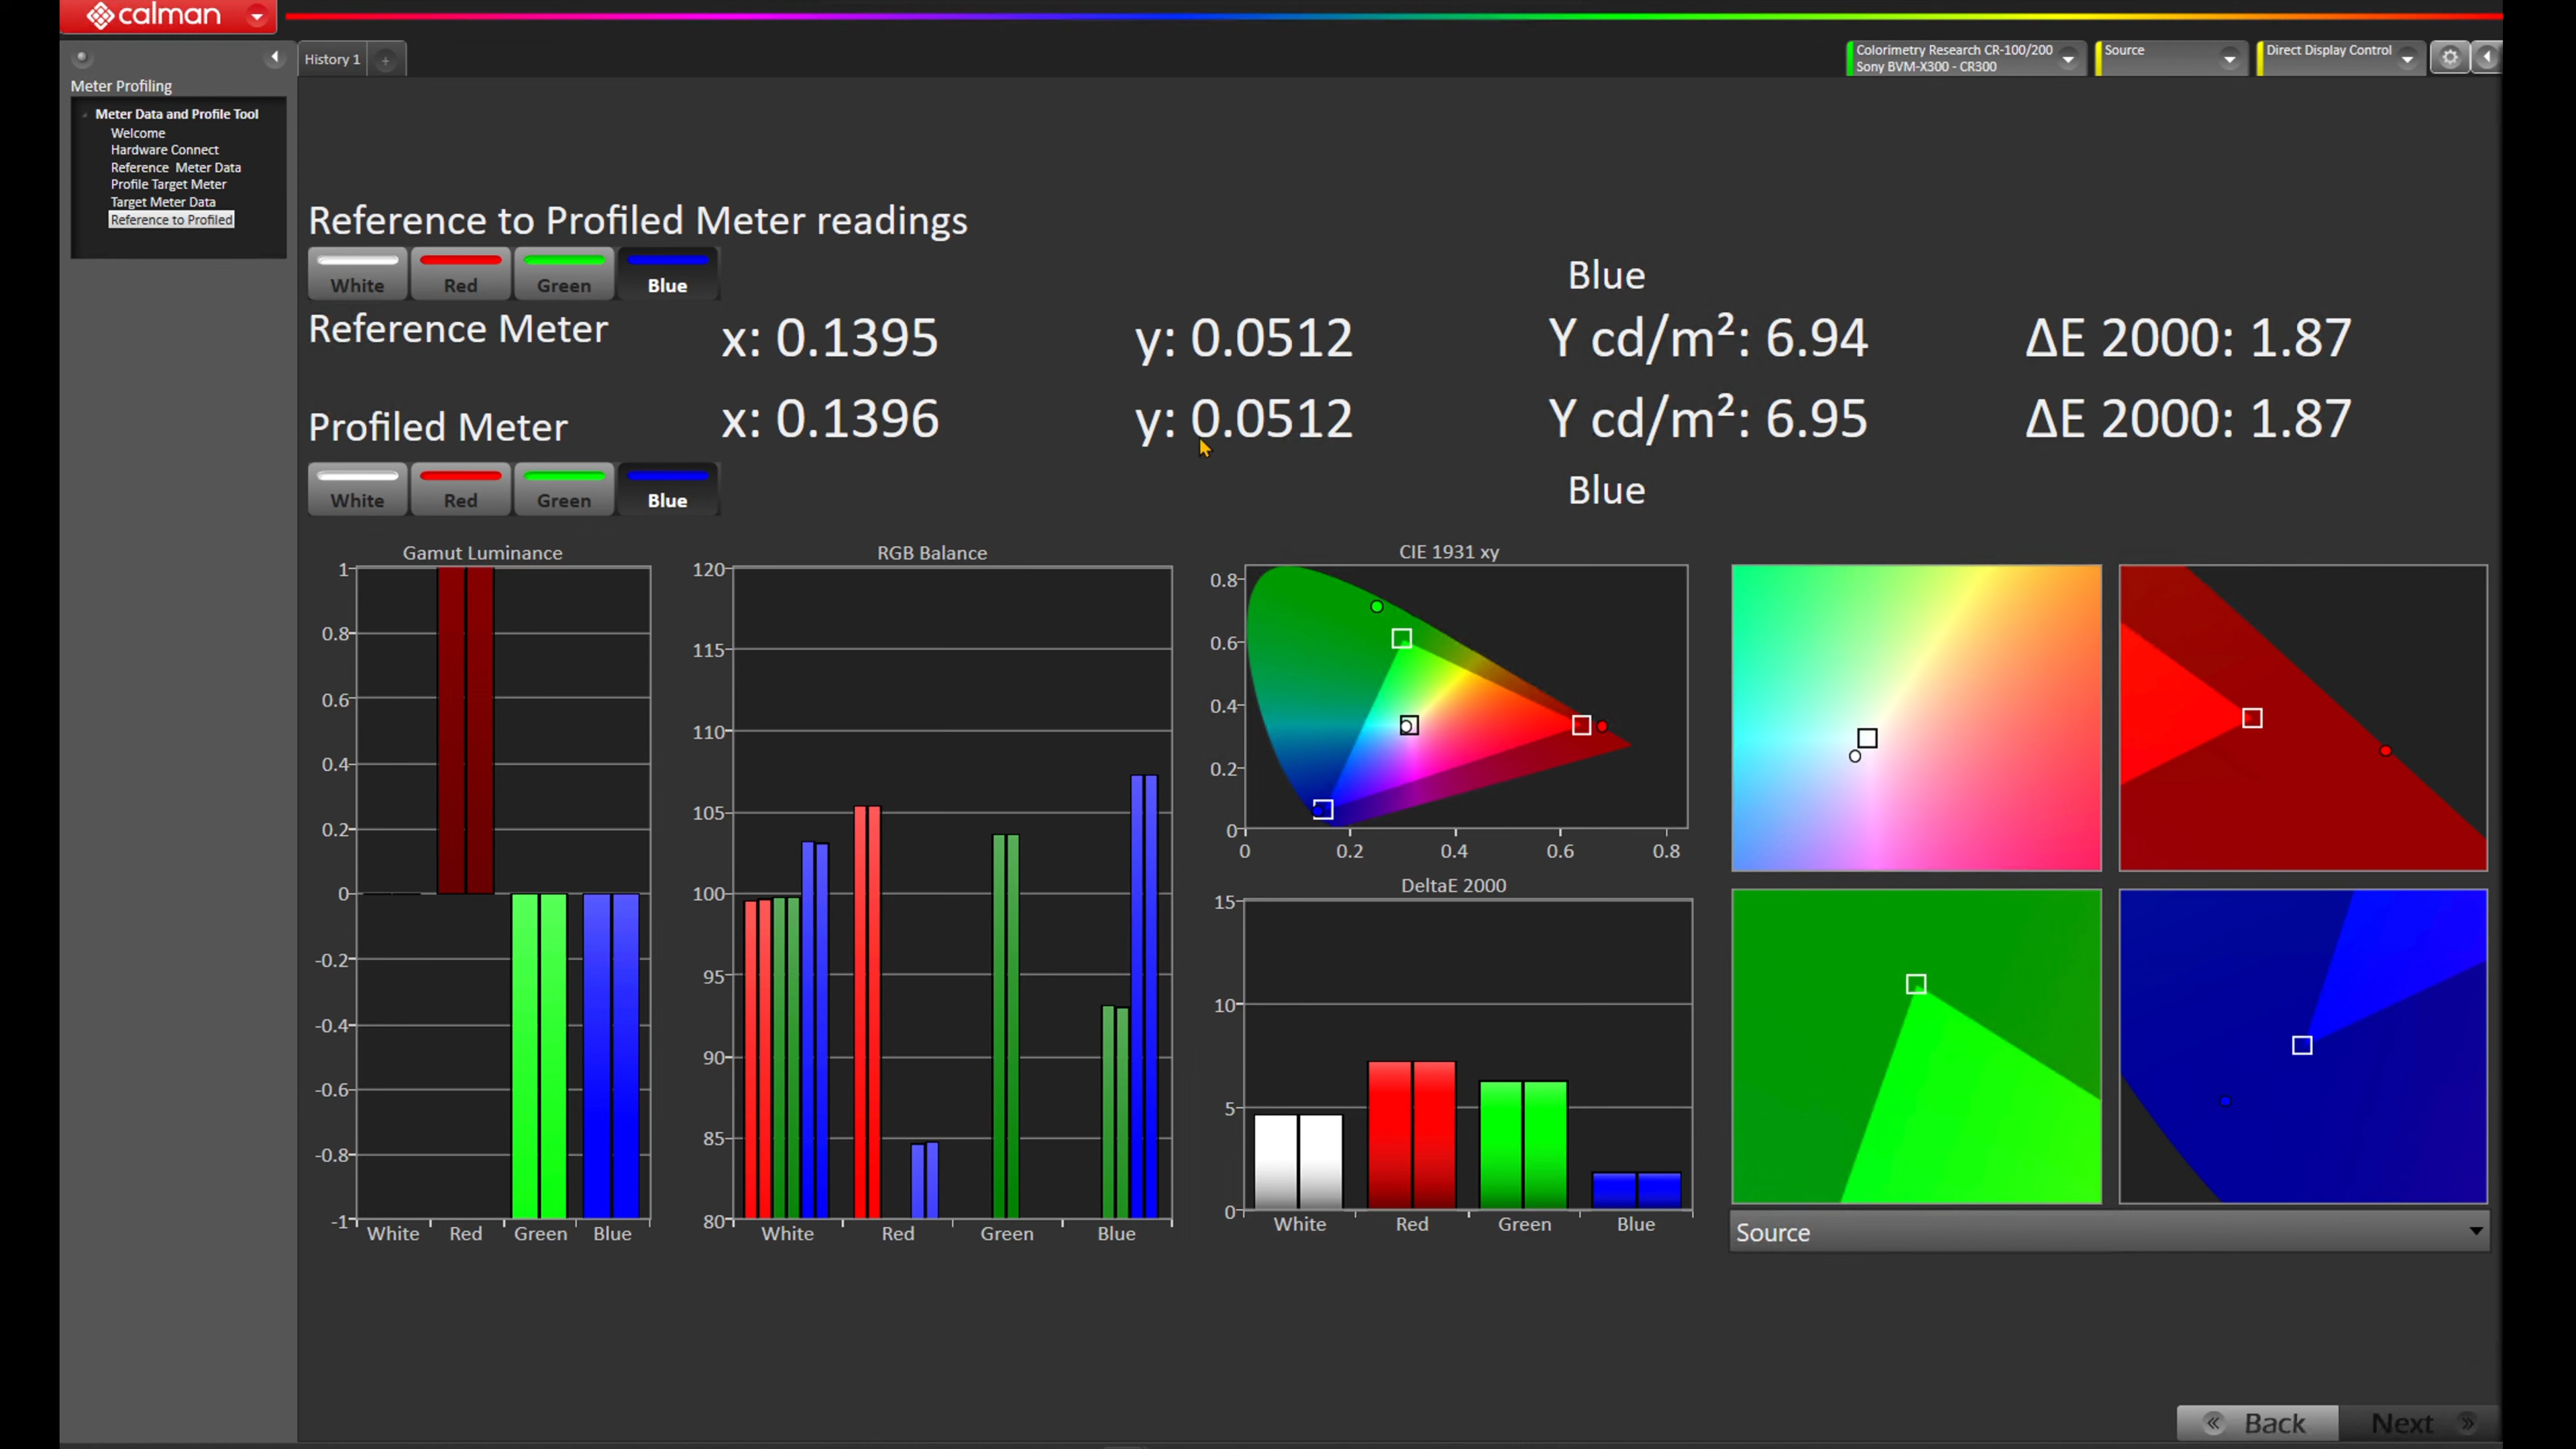 calman
History 1
+
Colorimetry Research CR-100/200
Sony BVM-X300 - CR300
Source
Direct Display Control
Meter Profiling
Meter Data and Profile Tool
Welcome
Hardware Connect
Reference Meter Data
Profile Target Meter
Target Meter Data
Reference to Profiled
Reference to Profiled Meter readings
White Red Green Blue
Blue
Reference Meter x: 0.1395 y: 0.0512 Y cd/m²: 6.94 ΔE 2000: 1.87
Profiled Meter x: 0.1396 y: 0.0512 Y cd/m²: 6.95 ΔE 2000: 1.87
White Red Green Blue
Blue
Gamut Luminance
1
0.8
0.6
0.4
0.2
0
-0.2
-0.4
-0.6
-0.8
-1
White Red Green Blue
RGB Balance
120
115
110
105
100
95
90
85
80
White Red Green Blue
CIE 1931 xy
0.8
0.6
0.4
0.2
0
0 0.2 0.4 0.6 0.8
DeltaE 2000
15
10
5
0
White Red Green Blue
Source
Back
Next